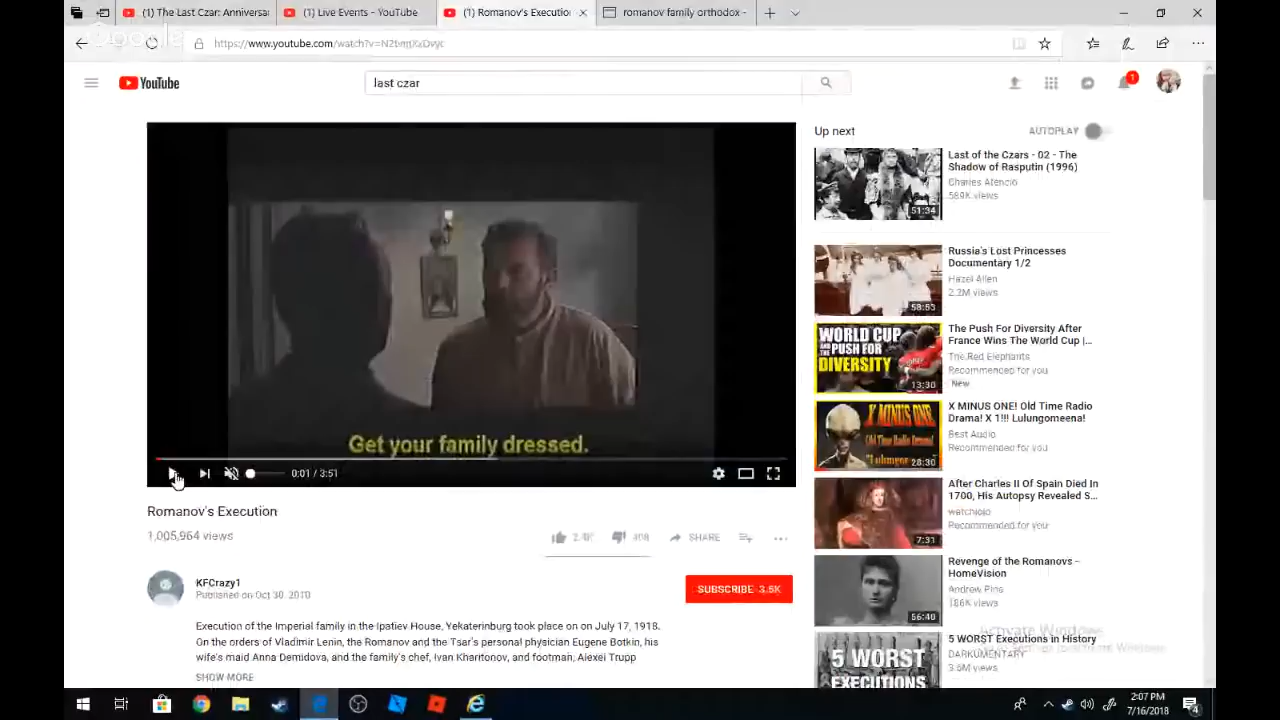 (1) The Last Czar: Anniversa
(1) Live Events - YouTube
(1) Romanov's Executio
romanov family orthodox -
https://www.youtube.com/watch?v=
YouTube
last czar
1
Get your family dressed.
0:01 / 3:51
Romanov's Execution
1,005,964 views
SHARE
KFCrazy1
Published on Oct 30, 2010
SUBSCRIBE 3.5K
Execution of the Imperial family in the Ipatiev House, Yekaterinburg took place on on July 17, 1918.
On the orders of Vladimir Lenin, the Romanov and the Tsar's personal physician Eugene Botkin, his
wife's maid Anna Demidova, and the family's chef, Ivan Kharitonov, and footman, Alexei Trupp
SHOW MORE
Up next
AUTOPLAY
Last of the Czars - 02 - The
Shadow of Rasputin (1996)
Charles Atencio
589K views
51:34
Russia's Lost Princesses
Documentary 1/2
Hazel Allen
2.2M views
58:53
WORLD CUP
AND THE PUSH FOR
DIVERSITY
13:30
The Push For Diversity After
France Wins The World Cup |...
The Red Elephants
Recommended for you
New
X MINUS ONE
Old Time Radio
28:30
X MINUS ONE! Old Time Radio
Drama! X 1!!! Lulungomeena!
Best Audio
Recommended for you
After Charles II Of Spain Died In
1700, His Autopsy Revealed S...
watchjojo
Recommended for you
7:31
Revenge of the Romanovs -
HomeVision
Andrew Pins
186K views
56:40
5 WORST
EXECUTIONS
5 WORST Executions in History
DARKUMENTARY
3.6M views
Activate Windows
2:07 PM
7/16/2018
4